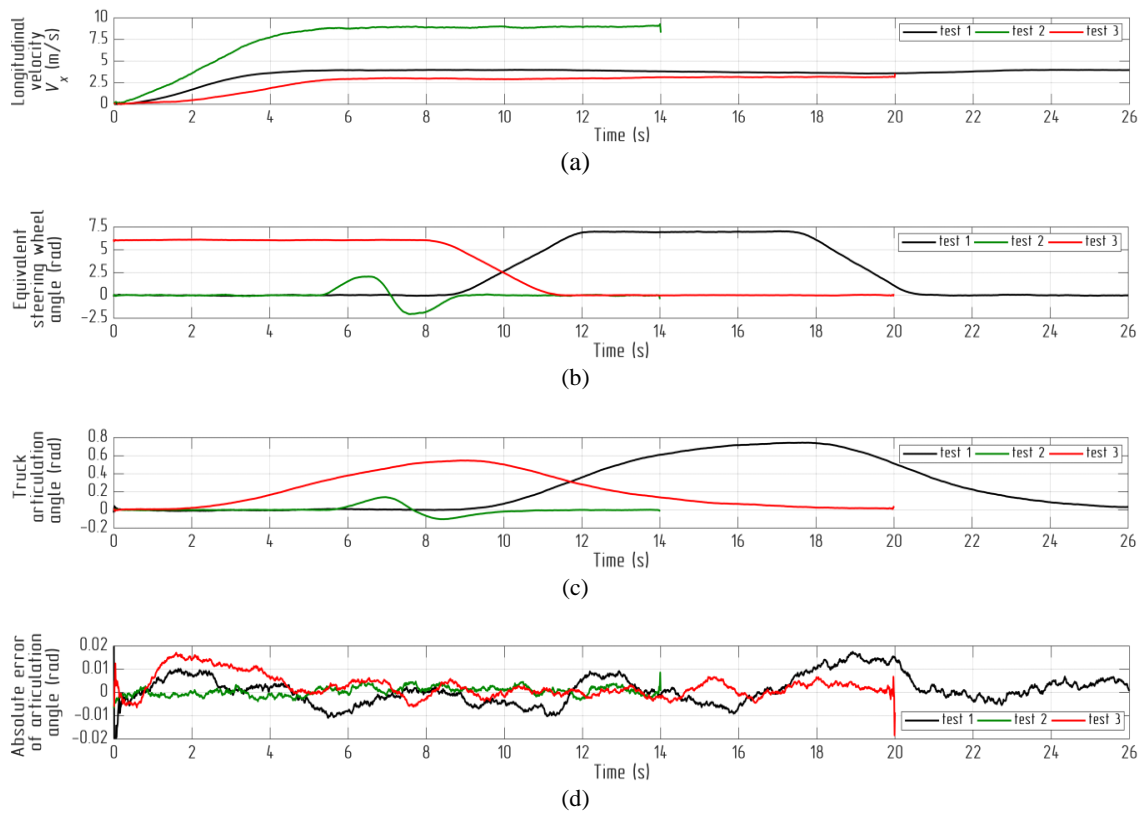 Longitudinal
velocity
V_x (m/s)
10
7.5
5
2.5
0
test 1 test 2 test 3
0 2 4 6 8 10 12 14 16 18 20 22 24 26
Time (s)
(a)
Equivalent
steering wheel
angle (rad)
7.5
5
2.5
0
−2.5
test 1 test 2 test 3
0 2 4 6 8 10 12 14 16 18 20 22 24 26
Time (s)
(b)
Truck
articulation
angle (rad)
0.8
0.6
0.4
0.2
0
−0.2
test 1 test 2 test 3
0 2 4 6 8 10 12 14 16 18 20 22 24 26
Time (s)
(c)
Absolute error
of articulation
angle (rad)
0.02
0.01
0
−0.01
−0.02
test 1 test 2 test 3
0 2 4 6 8 10 12 14 16 18 20 22 24 26
Time (s)
(d)